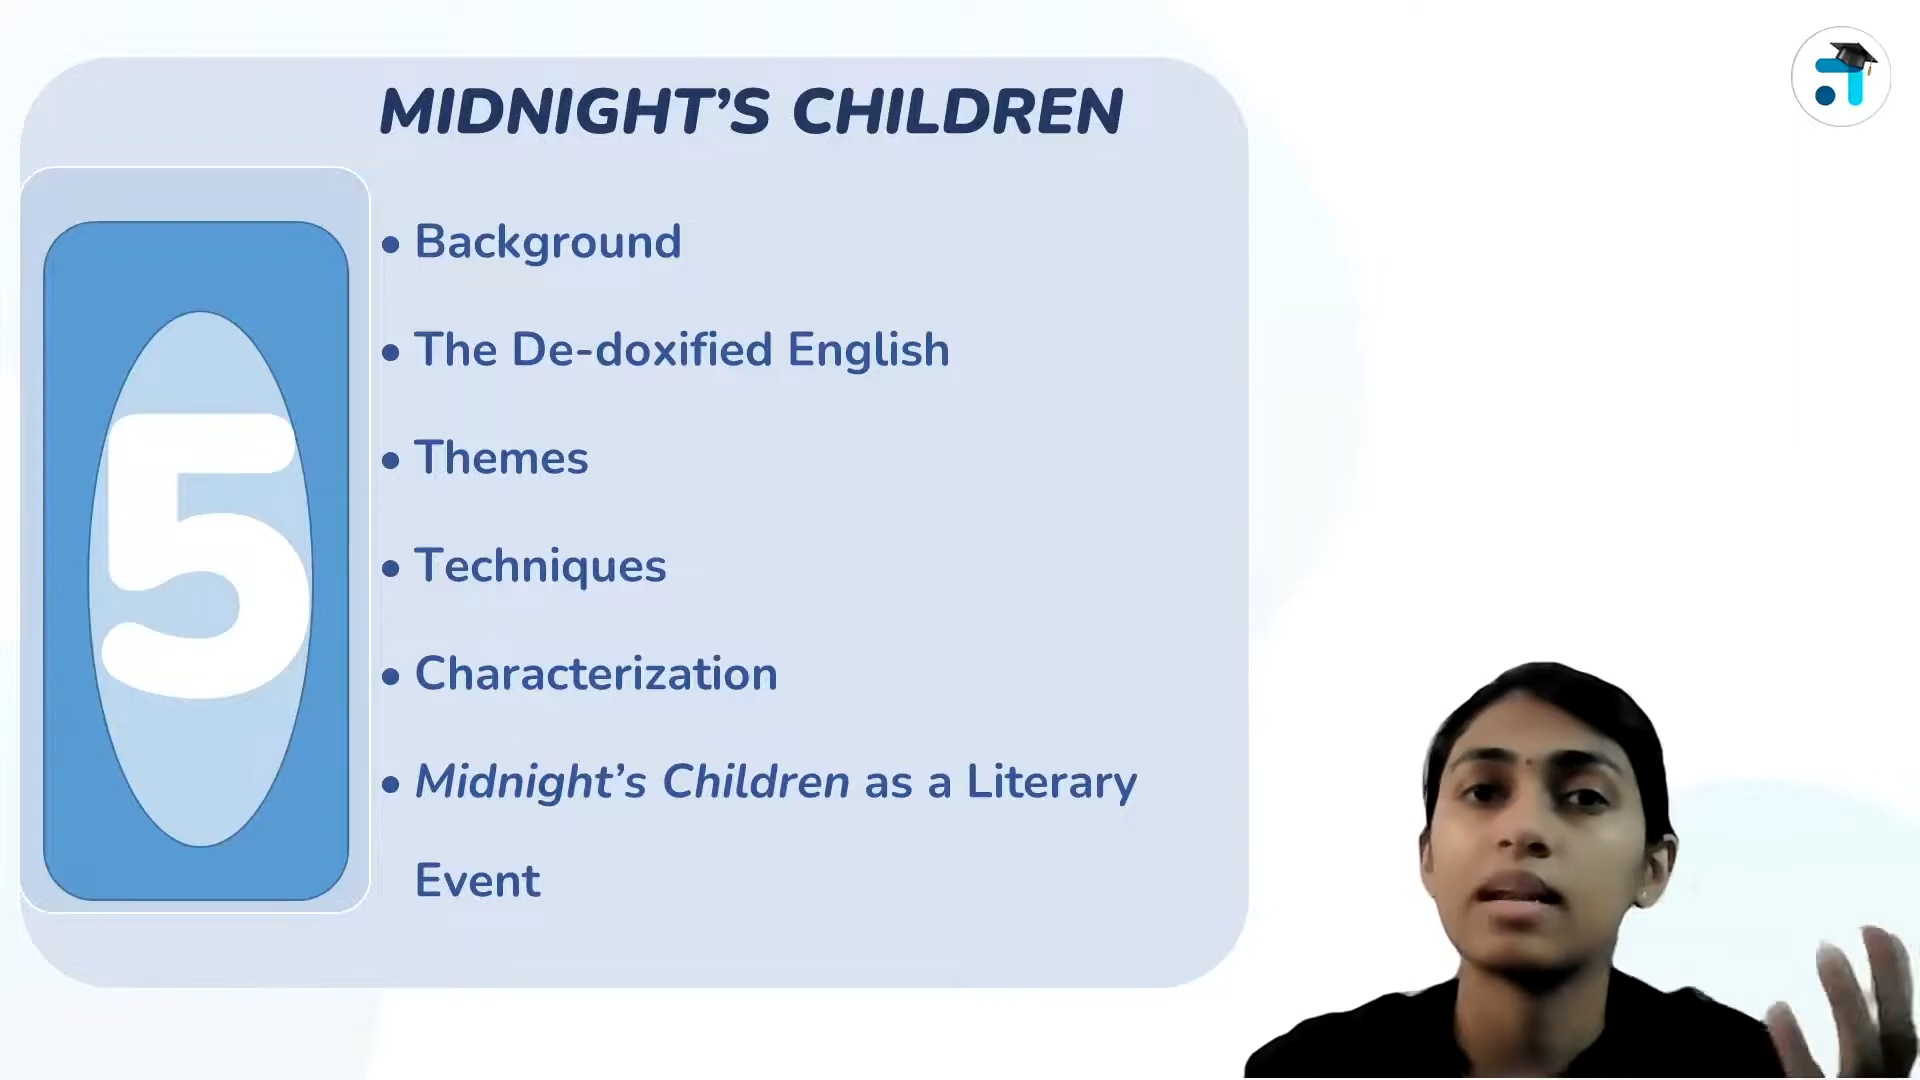 MIDNIGHT’S CHILDREN
5
• Background
• The De-doxified English
• Themes
• Techniques
• Characterization
• Midnight’s Children as a Literary
Event